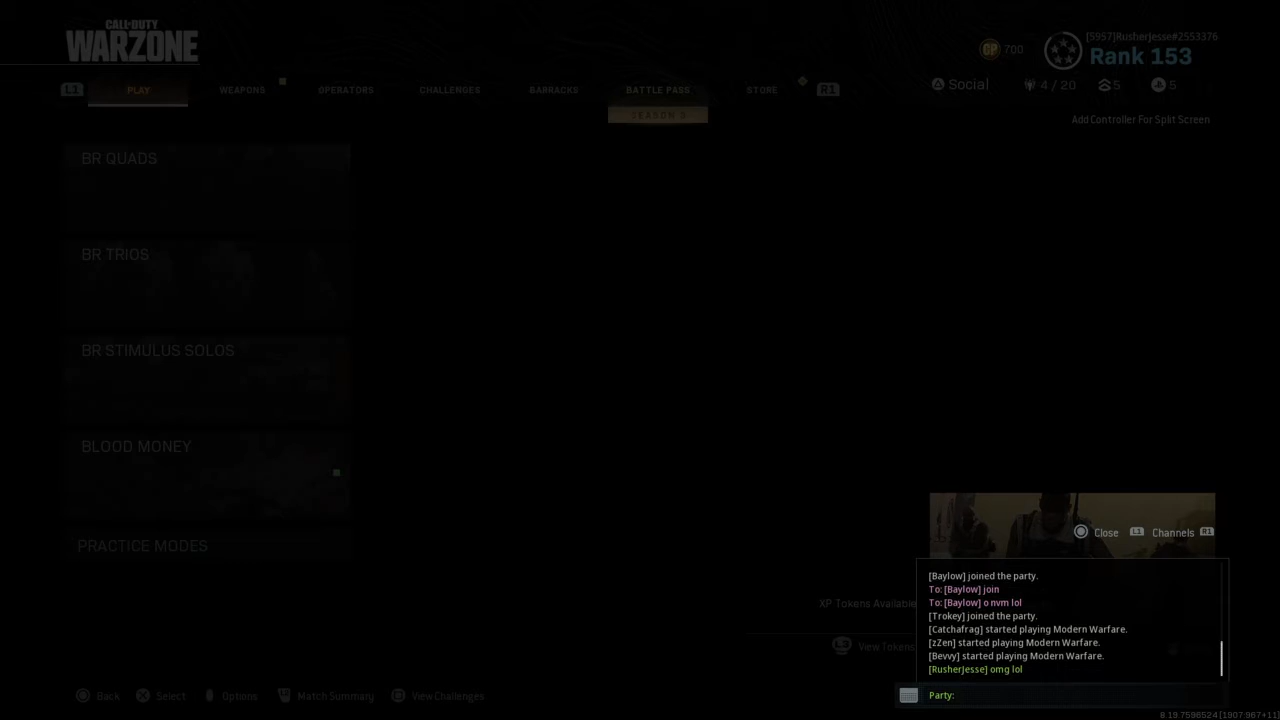 CALL OF DUTY
WARZONE
CP 700
[5957]RusherJesse#2553376
Rank 153
L1
PLAY
WEAPONS
OPERATORS
CHALLENGES
BARRACKS
BATTLE PASS
STORE
R1
Social
4 / 20
5
5
SEASON
Add Controller For Split Screen
BR QUADS
BR TRIOS
BR STIMULUS SOLOS
BLOOD MONEY
PRACTICE MODES
Close
L1
Channels
R1
[Baylow] joined the party.
To: [Baylow] join
To: [Baylow] o nvm lol
[Trokey] joined the party.
[Catchafrag] started playing Modern Warfare.
[zZen] started playing Modern Warfare.
[Bevvy] started playing Modern Warfare.
[RusherJesse] omg lol
Party:
XP Tokens Available
View Tokens
Back
Select
Options
Match Summary
View Challenges